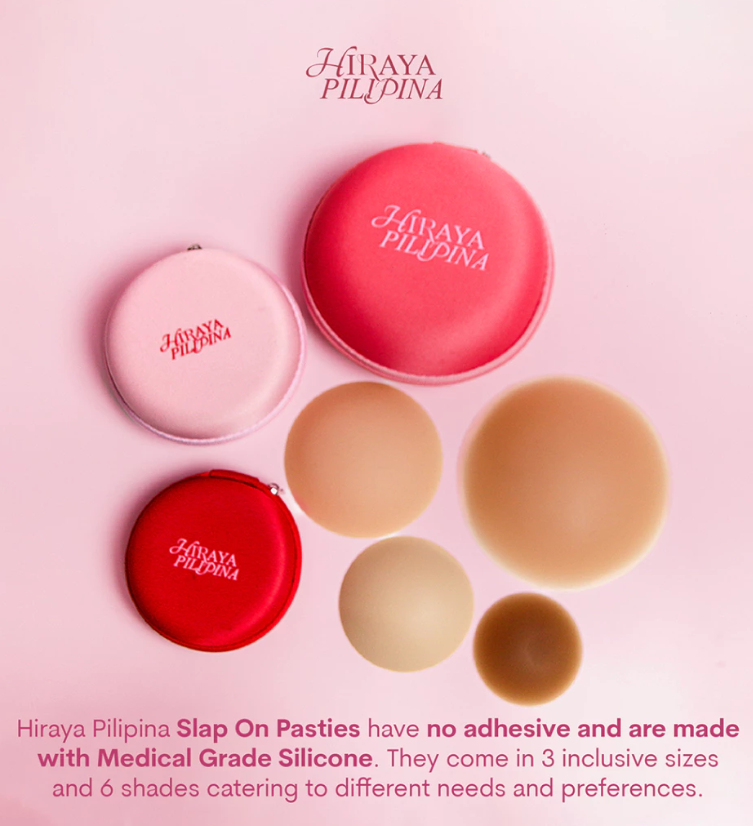 HIRAYA
PILIPINA
HIRAYA
PILIPINA
HIRAYA
PILIPINA
HIRAYA
PILIPINA
Hiraya Pilipina Slap On Pasties have no adhesive and are made
with Medical Grade Silicone. They come in 3 inclusive sizes
and 6 shades catering to different needs and preferences.